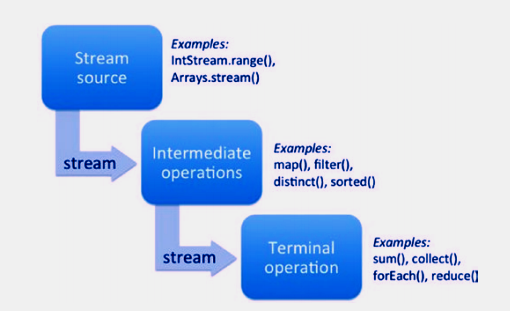 Stream
source
Examples:
IntStream.range(),
Arrays.stream()
stream
Intermediate
operations
Examples:
map(), filter(),
distinct(), sorted()
stream
Terminal
operation
Examples:
sum(), collect(),
forEach(), reduce()